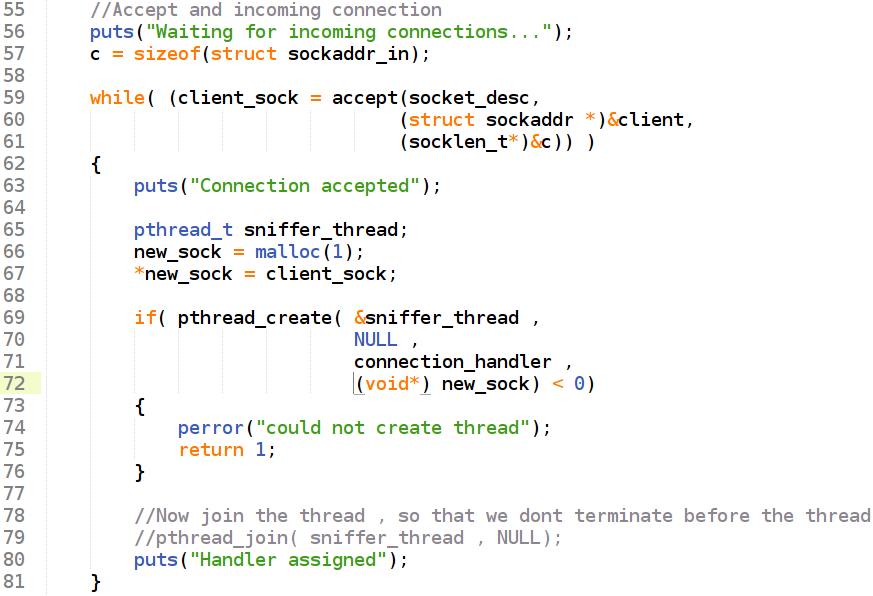 55 //Accept and incoming connection
56 puts("Waiting for incoming connections...");
57 c = sizeof(struct sockaddr_in);
58
59 while( (client_sock = accept(socket_desc,
60 (struct sockaddr *)&client,
61 (socklen_t*)&c)) )
62 {
63 puts("Connection accepted");
64
65 pthread_t sniffer_thread;
66 new_sock = malloc(1);
67 *new_sock = client_sock;
68
69 if( pthread_create( &sniffer_thread ,
70 NULL ,
71 connection_handler ,
72 (void*) new_sock) < 0)
73 {
74 perror("could not create thread");
75 return 1;
76 }
77
78 //Now join the thread , so that we dont terminate before the thread
79 //pthread_join( sniffer_thread , NULL);
80 puts("Handler assigned");
81 }